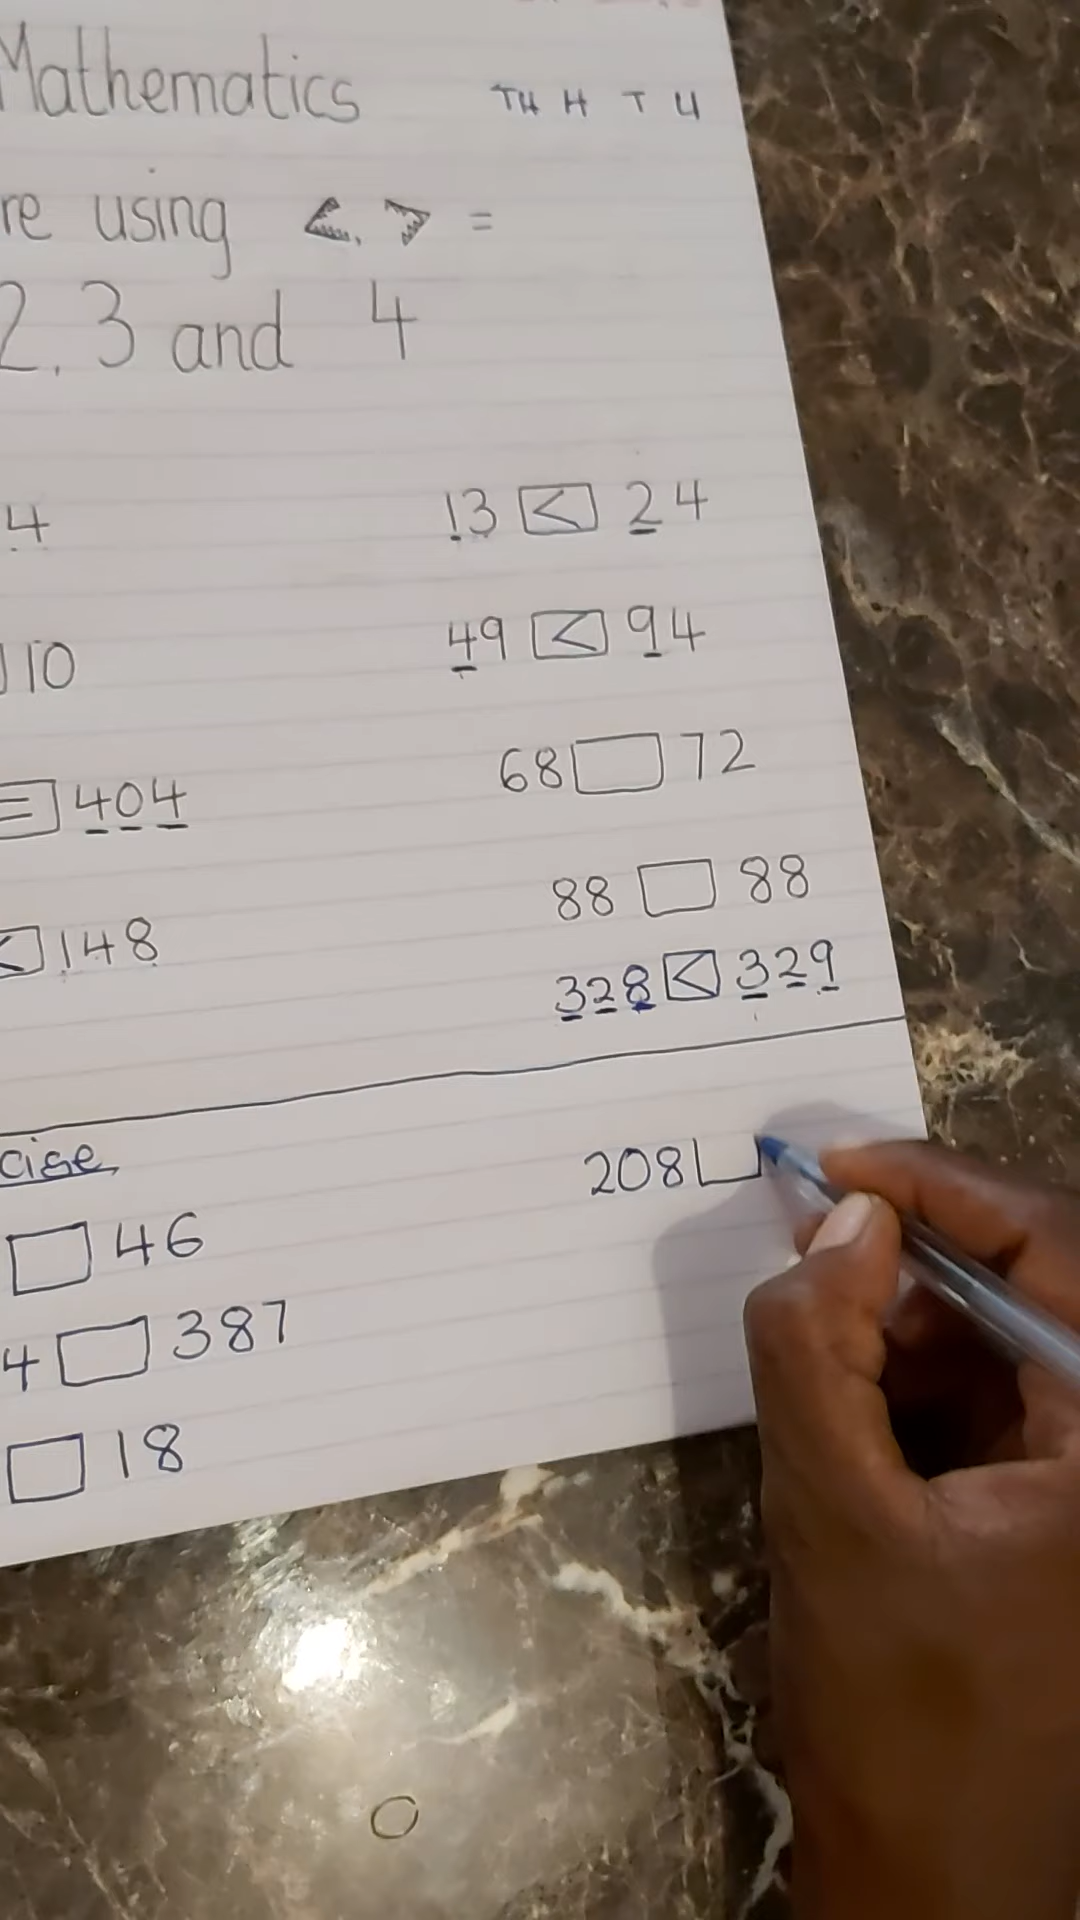 Mathematics TH H T U
re using <, > =
2, 3 and 4
4 13 < 24
10 49 < 94
= 404 68 □ 72
< 148 88 □ 88
328 < 329
cise
208
□ 46
4 □ 387
□ 18